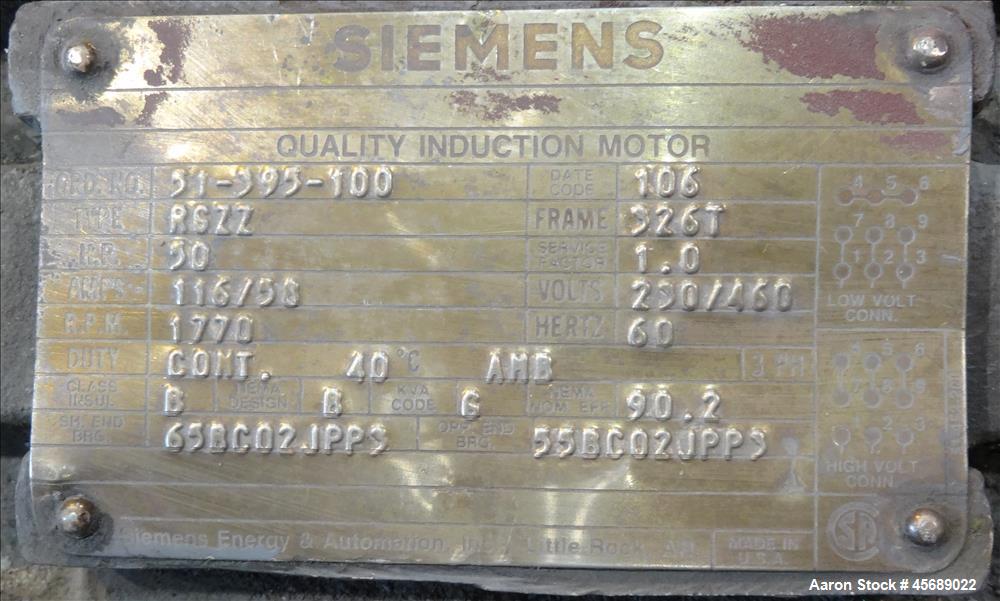 SIEMENS
QUALITY INDUCTION MOTOR
ORD. NO. 51-395-100 DATE CODE 106
TYPE RGZZ FRAME 326T
H.P. 50 SERVICE FACTOR 1.0
AMPS 116/58 VOLTS 230/460
R.P.M. 1770 HERTZ 60
DUTY CONT. 40°C AMB 3 PH
CLASS INSUL B NEMA DESIGN B KVA CODE G NEMA NOM. EFF. 90.2
SH. END BRG. 65BC02JPP3 OPP. END BRG. 55BC02JPP3
4 5 6
7 8 9
1 2 3
LOW VOLT. CONN.
4 5 6
7 8 9
1 2 3
HIGH VOLT. CONN.
Siemens Energy & Automation, Inc. Little Rock, AR. MADE IN U.S.A.
Aaron Stock # 45689022